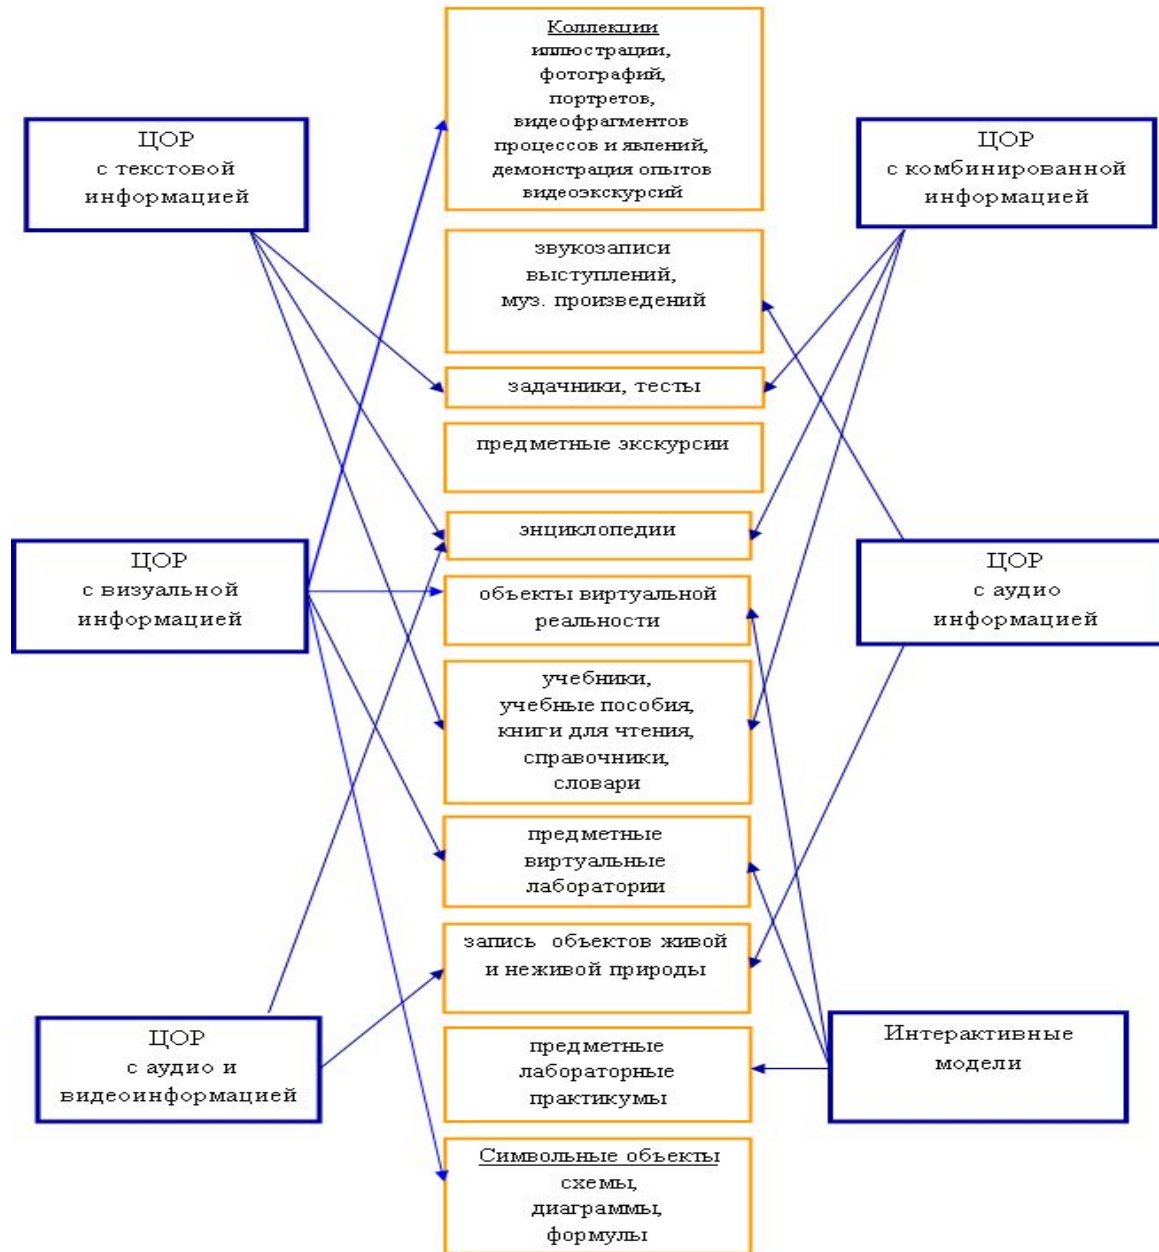 Коллекции
иллюстрации,
фотографий,
портретов,
видеофрагментов
процессов и явлений,
демонстрация опытов
видеоэкскурсий
ЦОР
с текстовой
информацией
ЦОР
с комбинированной
информацией
звукозаписи
выступлений,
муз. произведений
задачники, тесты
предметные экскурсии
энциклопедии
ЦОР
с визуальной
информацией
ЦОР
с аудио
информацией
объекты виртуальной
реальности
учебники,
учебные пособия,
книги для чтения,
справочники,
словари
предметные
виртуальные
лаборатории
запись объектов живой
и неживой природы
ЦОР
с аудио и
видеоинформацией
предметные
лабораторные
практикумы
Интерактивные
модели
Символьные объекты
схемы,
диаграммы,
формулы